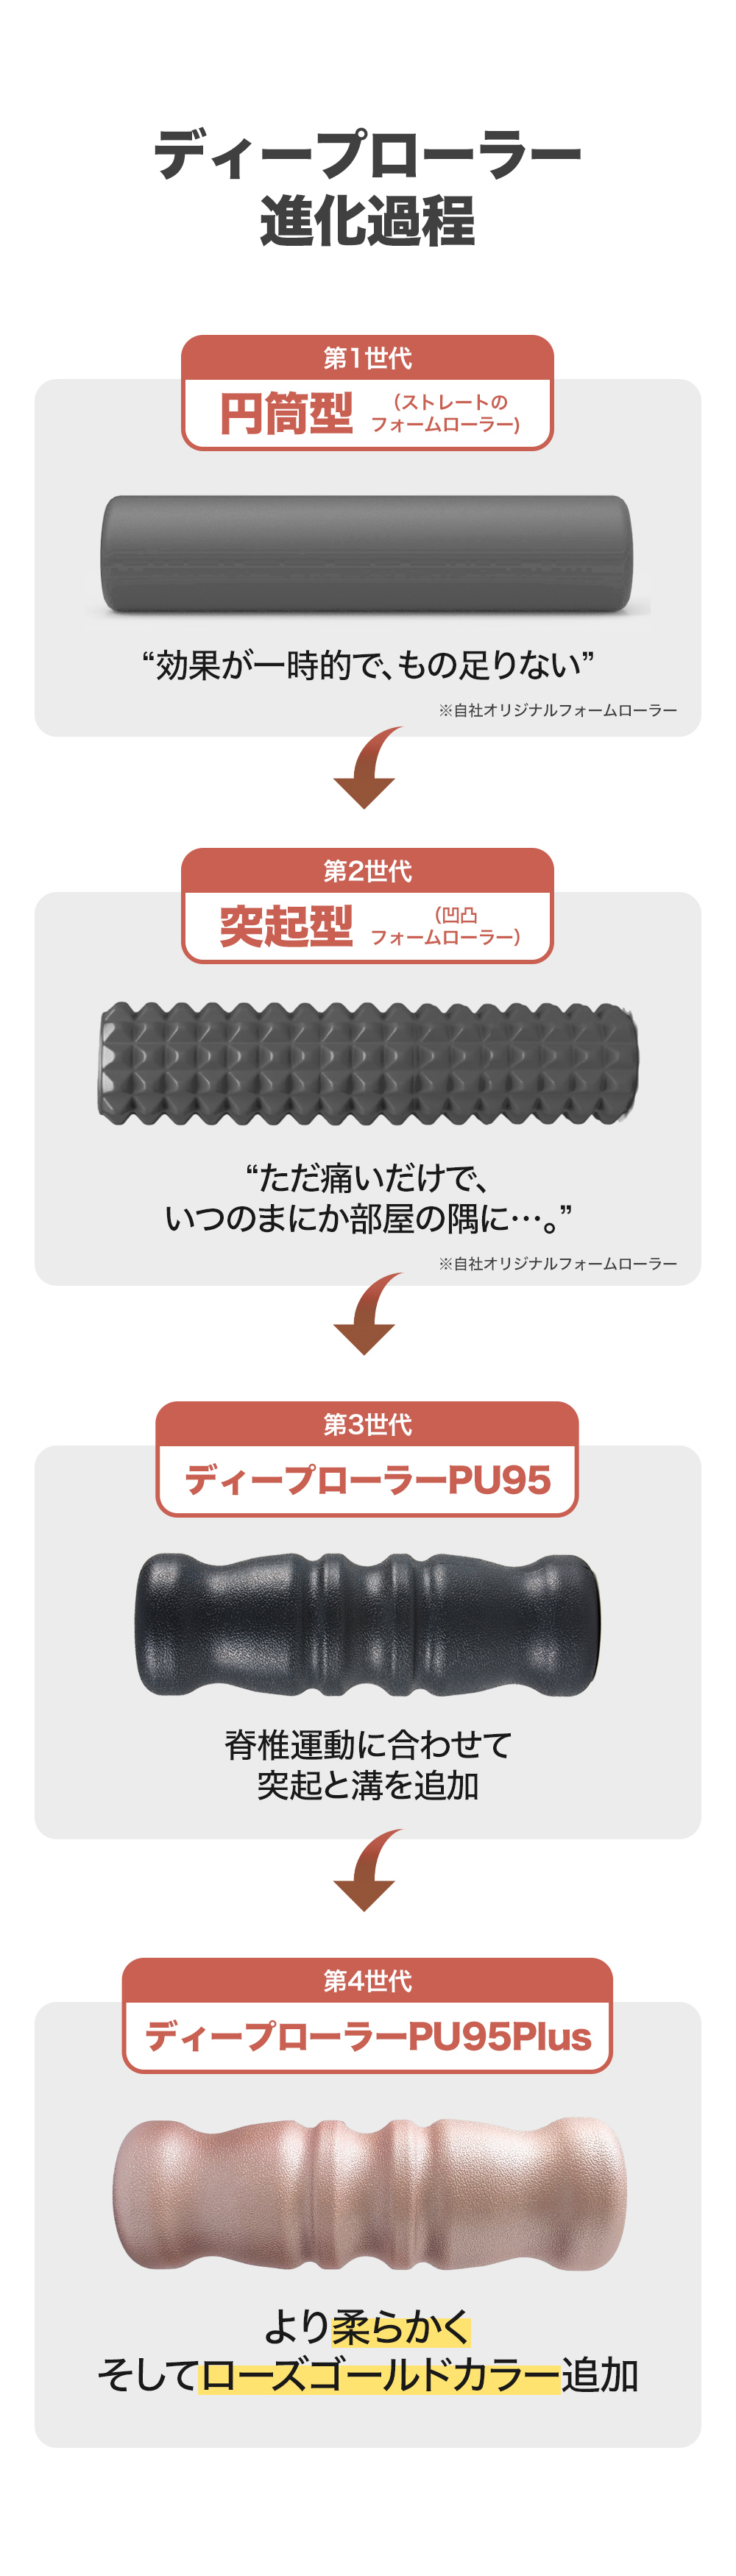 ディープローラー
進化過程
第1世代
円筒型
（ストレートの
フォームローラー)
“効果が一時的で、もの足りない”
※自社オリジナルフォームローラー
第2世代
突起型
（凹凸
フォームローラー）
“ただ痛いだけで、
いつのまにか部屋の隅に…。”
※自社オリジナルフォームローラー
第3世代
ディープローラーPU95
脊椎運動に合わせて
突起と溝を追加
第4世代
ディープローラーPU95Plus
より柔らかく
そしてローズゴールドカラー追加